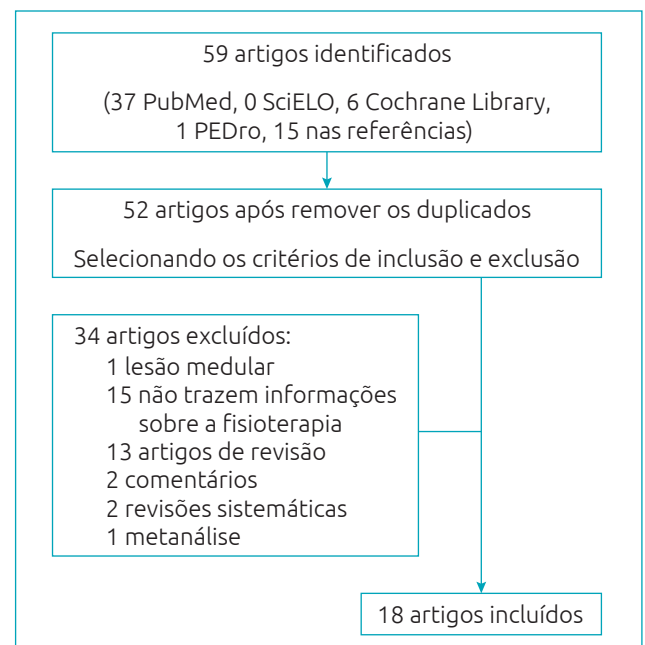 59 artigos identificados
(37 PubMed, 0 SciELO, 6 Cochrane Library,
1 PEDro, 15 nas referências)
52 artigos após remover os duplicados
Selecionando os critérios de inclusão e exclusão
34 artigos excluídos:
1 lesão medular
15 não trazem informações
sobre a fisioterapia
13 artigos de revisão
2 comentários
2 revisões sistemáticas
1 metanálise
18 artigos incluídos